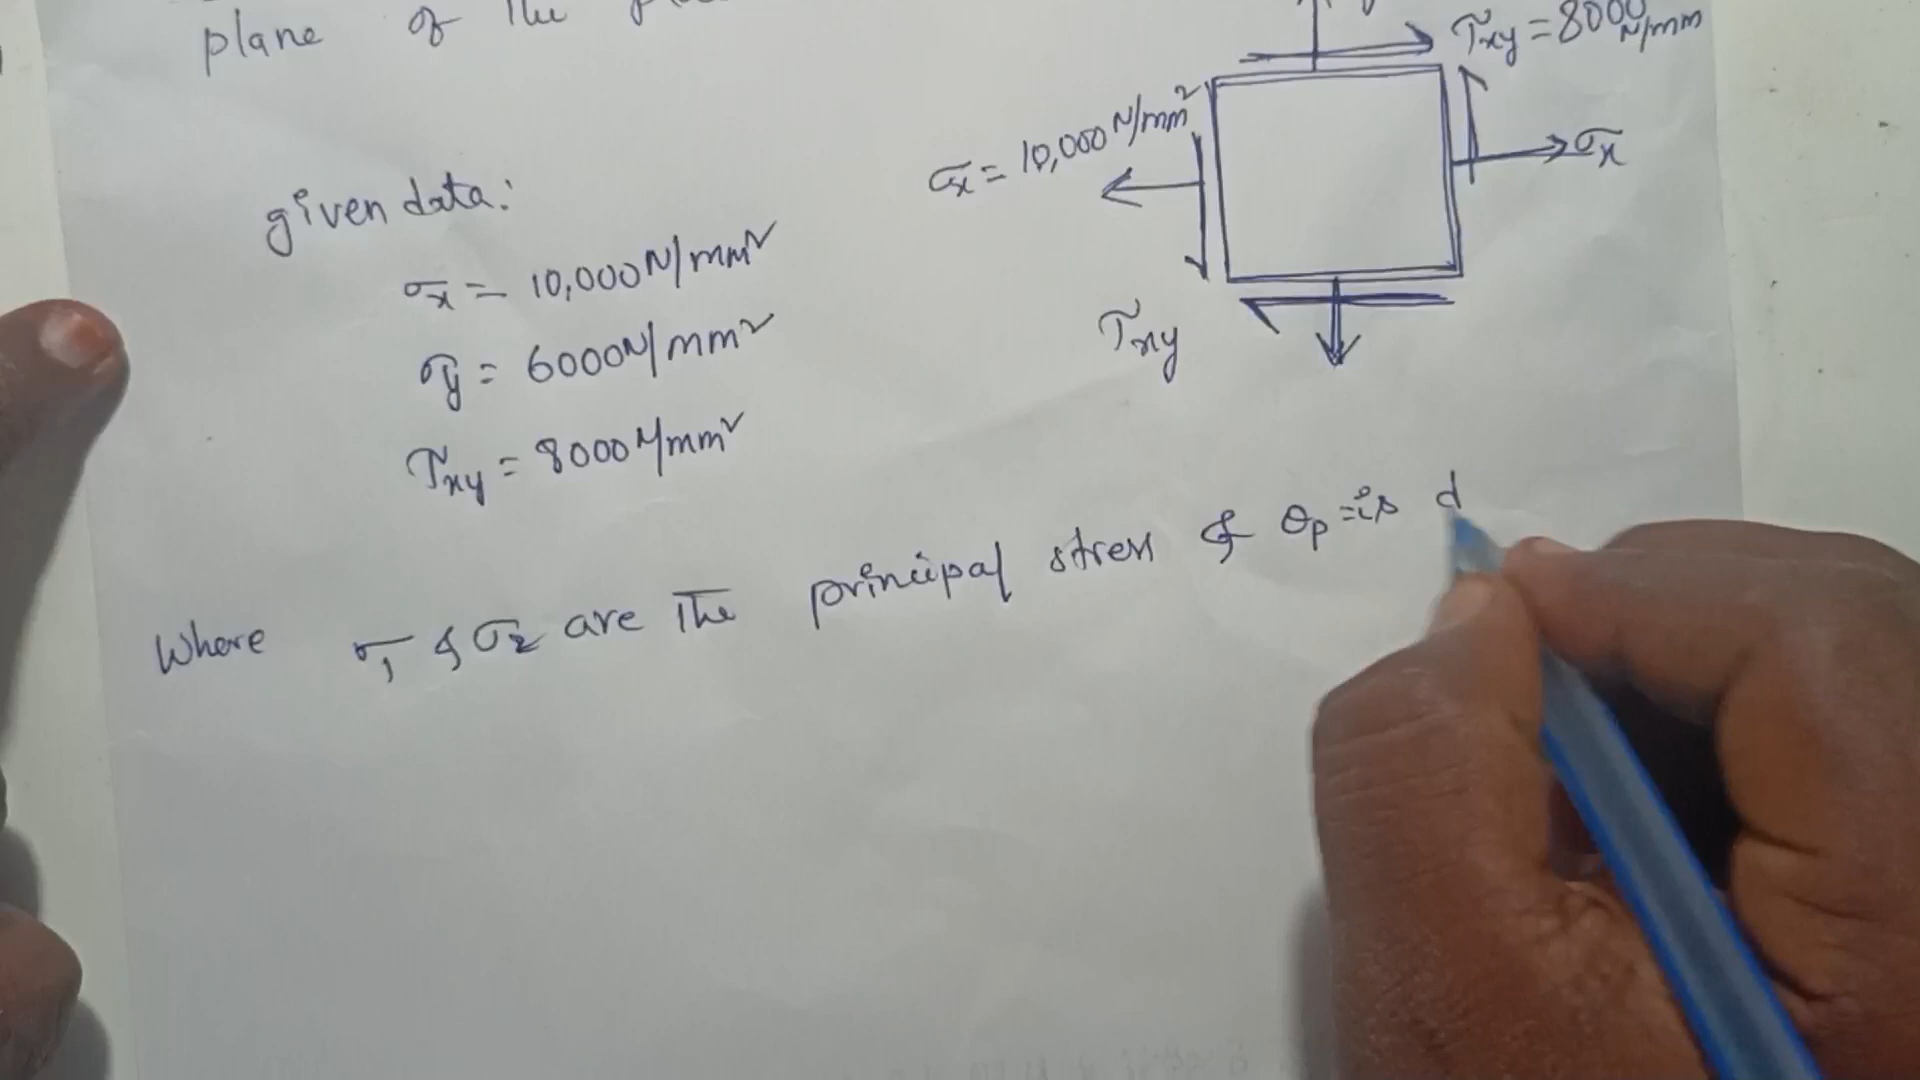 plane of the
τxy = 8000 N/mm
σx = 10,000 N/mm²
σx
given data:
σx = 10,000 N/mm²
σy = 6000 N/mm²
τxy
τxy = 8000 N/mm²
Where σ1 & σ2 are The principal stress & θp = is d